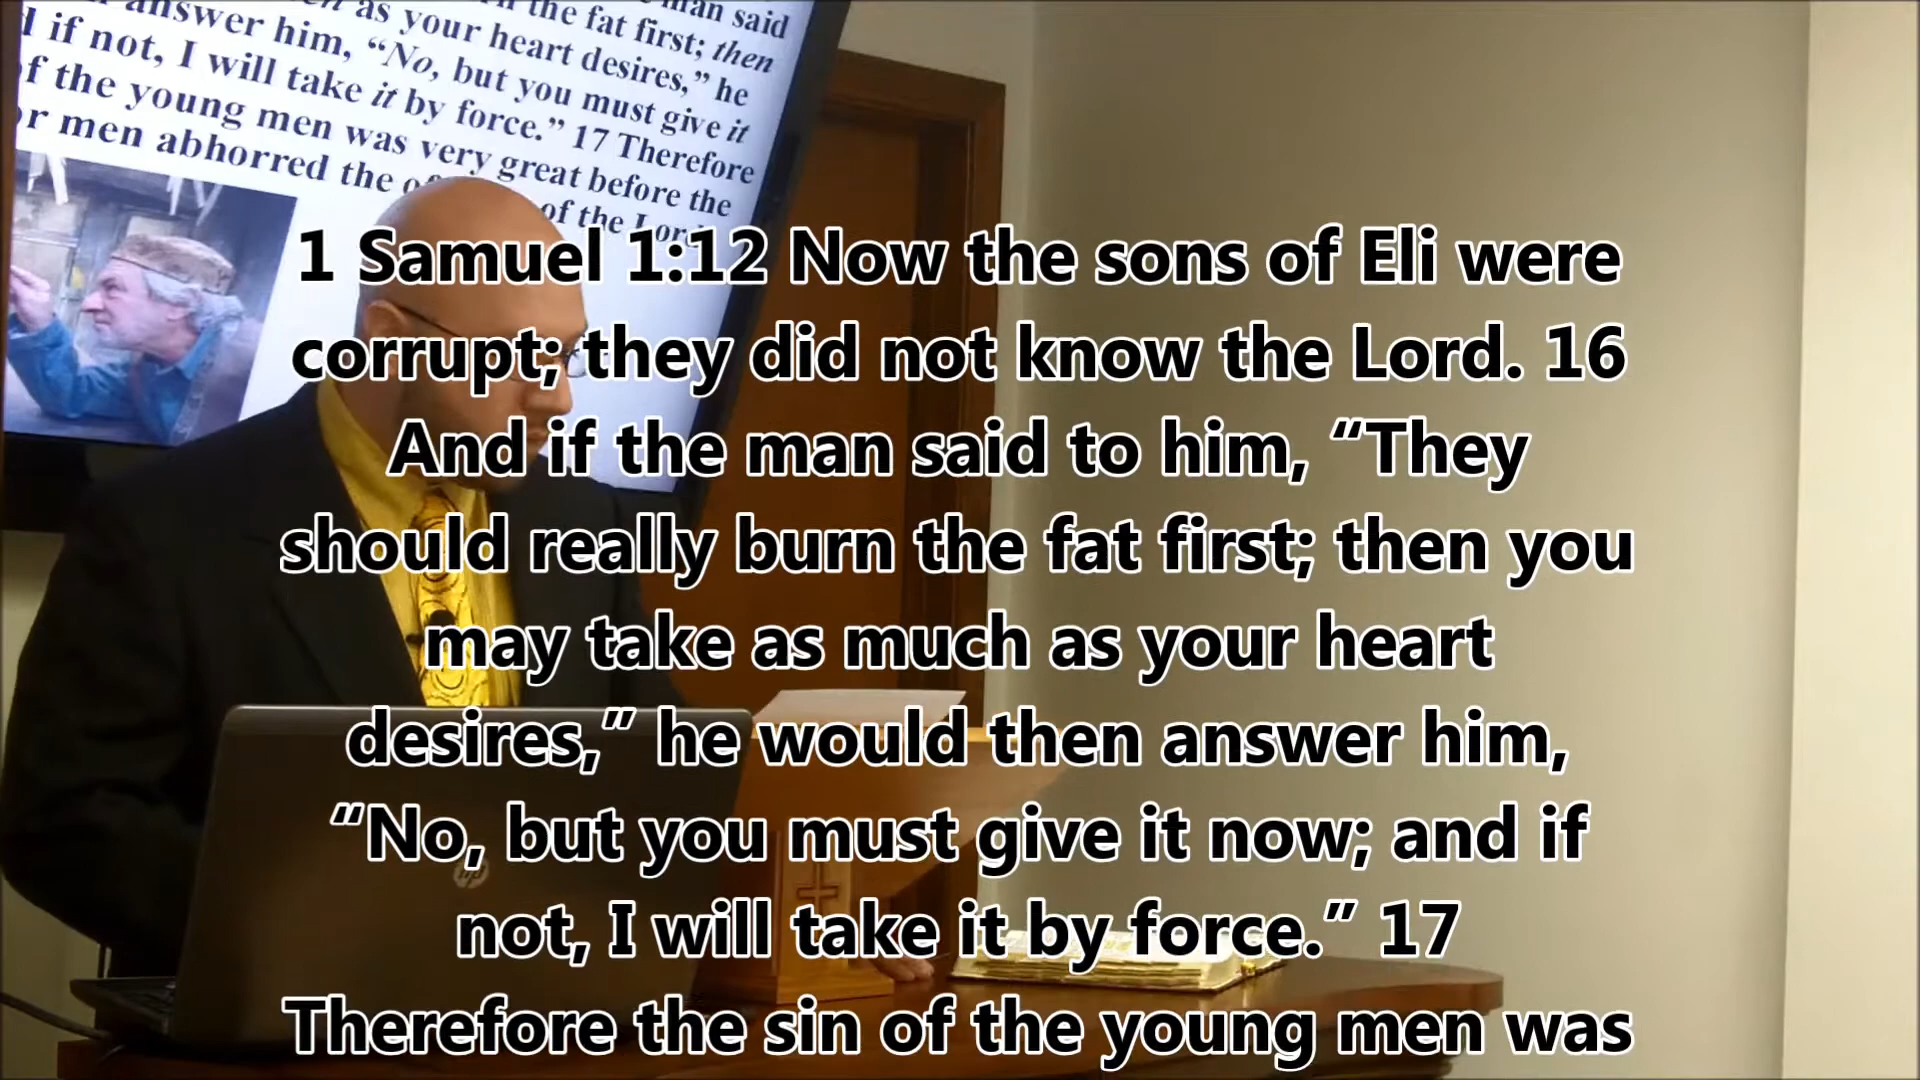 man said
the fat first; then
as your heart desires,” he
answer him, “No, but you must give it
if not, I will take it by force.” 17 Therefore
of the young men was very great before the
or men abhorred the
of the Lord
1 Samuel 1:12 Now the sons of Eli were
corrupt; they did not know the Lord. 16
And if the man said to him, “They
should really burn the fat first; then you
may take as much as your heart
desires,” he would then answer him,
“No, but you must give it now; and if
not, I will take it by force.” 17
Therefore the sin of the young men was
hp